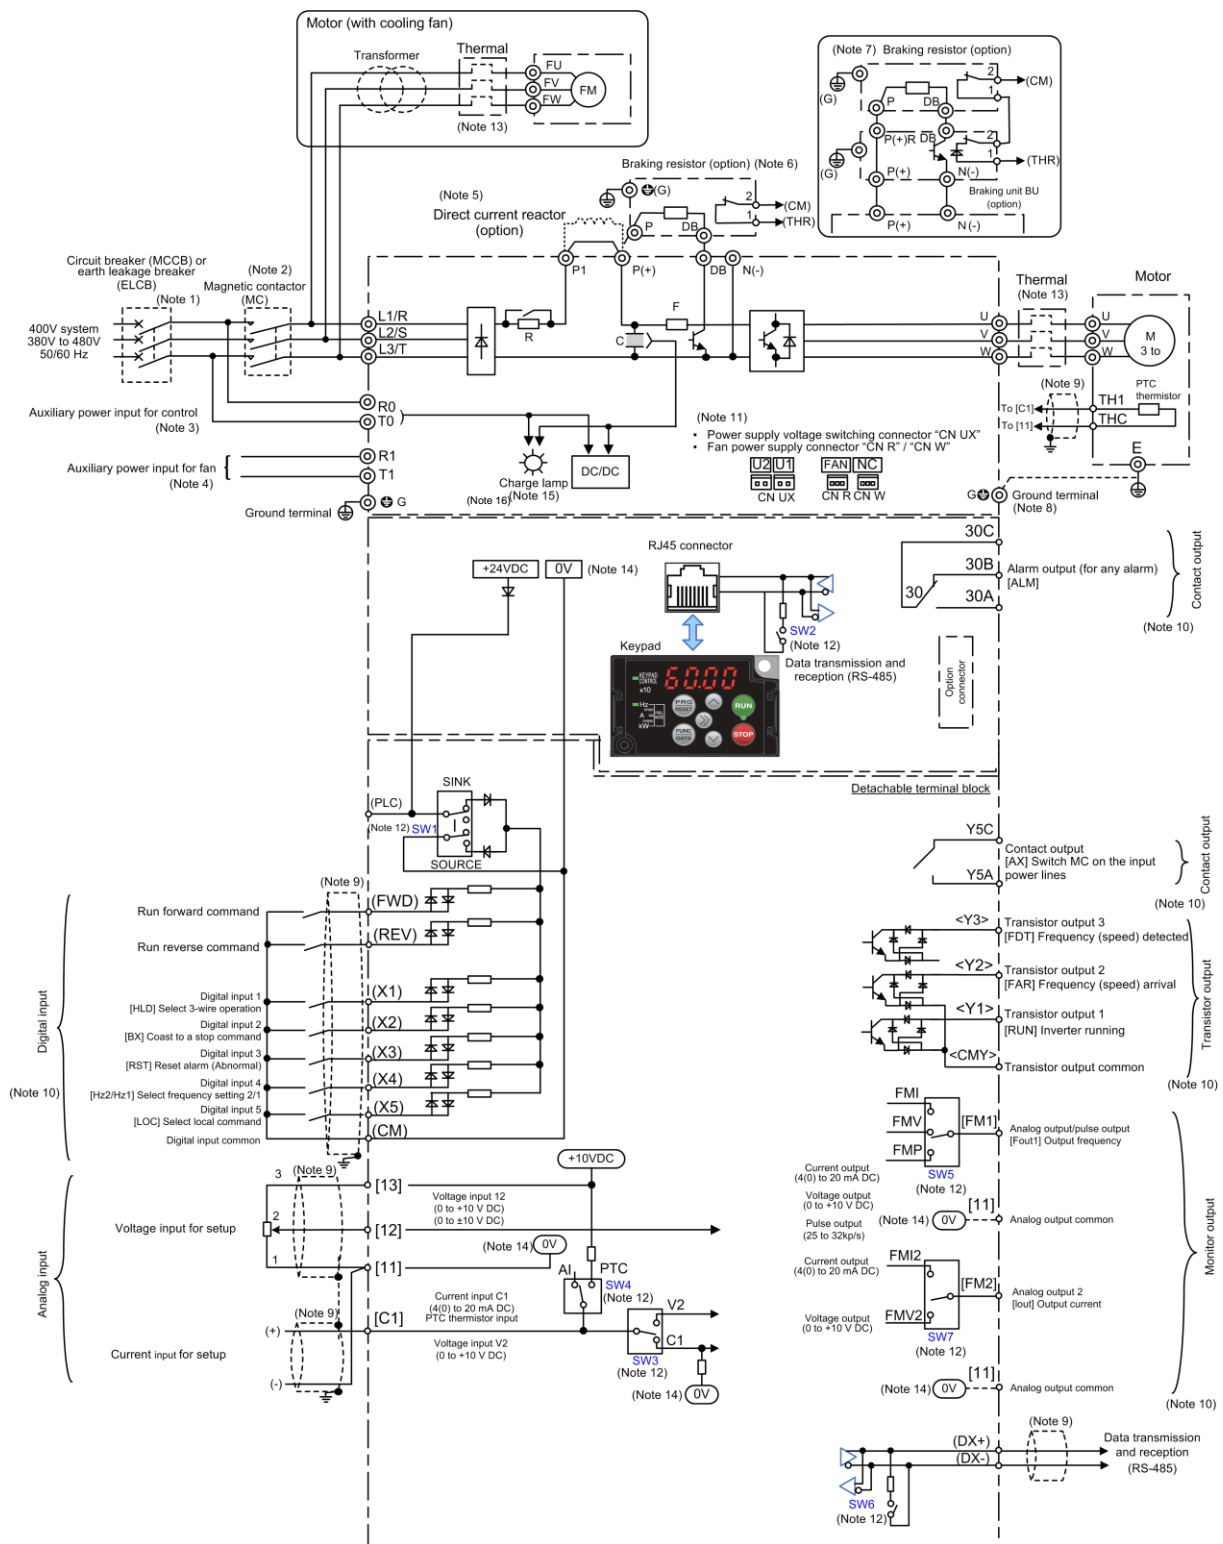 Motor (with cooling fan)
Transformer
Thermal
FU
FV
FW
FM
(Note 13)
(Note 7) Braking resistor (option)
2
(CM)
1
(G)
P
DB
P(+)R
DB
2
1
(THR)
(G)
P(+)
N(-)
Braking unit BU
(option)
P(+)
N(-)
Braking resistor (option) (Note 6)
(G)
2
(CM)
1
(THR)
P
DB
(Note 5)
Direct current reactor
(option)
P1
P(+)
DB
N(-)
Circuit breaker (MCCB) or
earth leakage breaker
(ELCB)
(Note 1)
(Note 2)
Magnetic contactor
(MC)
400V system
380V to 480V
50/60 Hz
L1/R
L2/S
L3/T
R
F
C
U
V
W
Thermal
(Note 13)
Motor
U
V
W
M
3 to
Auxiliary power input for control
(Note 3)
R0
T0
Auxiliary power input for fan
(Note 4)
R1
T1
Ground terminal
G
Charge lamp
(Note 16)
(Note 15)
DC/DC
(Note 11)
Power supply voltage switching connector “CN UX”
Fan power supply connector “CN R” / “CN W”
U2 U1
FAN NC
CN UX
CN R CN W
(Note 9)
PTC
thermistor
To [C1]
TH1
To [11]
THC
E
G
Ground terminal
(Note 8)
+24VDC
0V
(Note 14)
RJ45 connector
SW2
(Note 12)
Data transmission and
reception (RS-485)
Keypad
KEYPAD
CONTROL
x10
60.00
Hz
A
kW
PRG
RESET
RUN
FUNC
DATA
STOP
30C
30B
30
30A
Alarm output (for any alarm)
[ALM]
Contact output
(Note 10)
Option
connector
Detachable terminal block
SINK
(PLC)
(Note 12)
SW1
SOURCE
Y5C
Y5A
Contact output
[AX] Switch MC on the input
power lines
Contact output
(Note 10)
Digital input
(Note 10)
(Note 9)
Run forward command
(FWD)
Run reverse command
(REV)
Digital input 1
[HLD] Select 3-wire operation
(X1)
Digital input 2
[BX] Coast to a stop command
(X2)
Digital input 3
[RST] Reset alarm (Abnormal)
(X3)
Digital input 4
[Hz2/Hz1] Select frequency setting 2/1
(X4)
Digital input 5
[LOC] Select local command
(X5)
Digital input common
(CM)
<Y3>
Transistor output 3
[FDT] Frequency (speed) detected
<Y2>
Transistor output 2
[FAR] Frequency (speed) arrival
<Y1>
Transistor output 1
[RUN] Inverter running
<CMY>
Transistor output common
Transistor output
(Note 10)
Analog input
3
(Note 9)
[13]
+10VDC
Voltage input 12
(0 to +10 V DC)
(0 to ±10 V DC)
Voltage input for setup
2
[12]
(Note 14)
0V
1
[11]
AI
PTC
SW4
(Note 12)
Current input C1
(4(0) to 20 mA DC)
PTC thermistor input
(Note 9)
(+)
[C1]
Current input for setup
(-)
Voltage input V2
(0 to +10 V DC)
V2
C1
SW3
(Note 12)
(Note 14)
0V
FMI
FMV
FMP
[FM1]
SW5
(Note 12)
Analog output/pulse output
[Fout1] Output frequency
Current output
(4(0) to 20 mA DC)
Voltage output
(0 to +10 V DC)
Pulse output
(25 to 32kp/s)
[11]
(Note 14)
0V
Analog output common
FMI2
Current output
(4(0) to 20 mA DC)
[FM2]
Analog output 2
[Iout] Output current
Voltage output
(0 to +10 V DC)
FMV2
SW7
(Note 12)
[11]
(Note 14)
0V
Analog output common
Monitor output
(Note 10)
(DX+)
(DX-)
(Note 9)
Data transmission
and reception
(RS-485)
SW6
(Note 12)